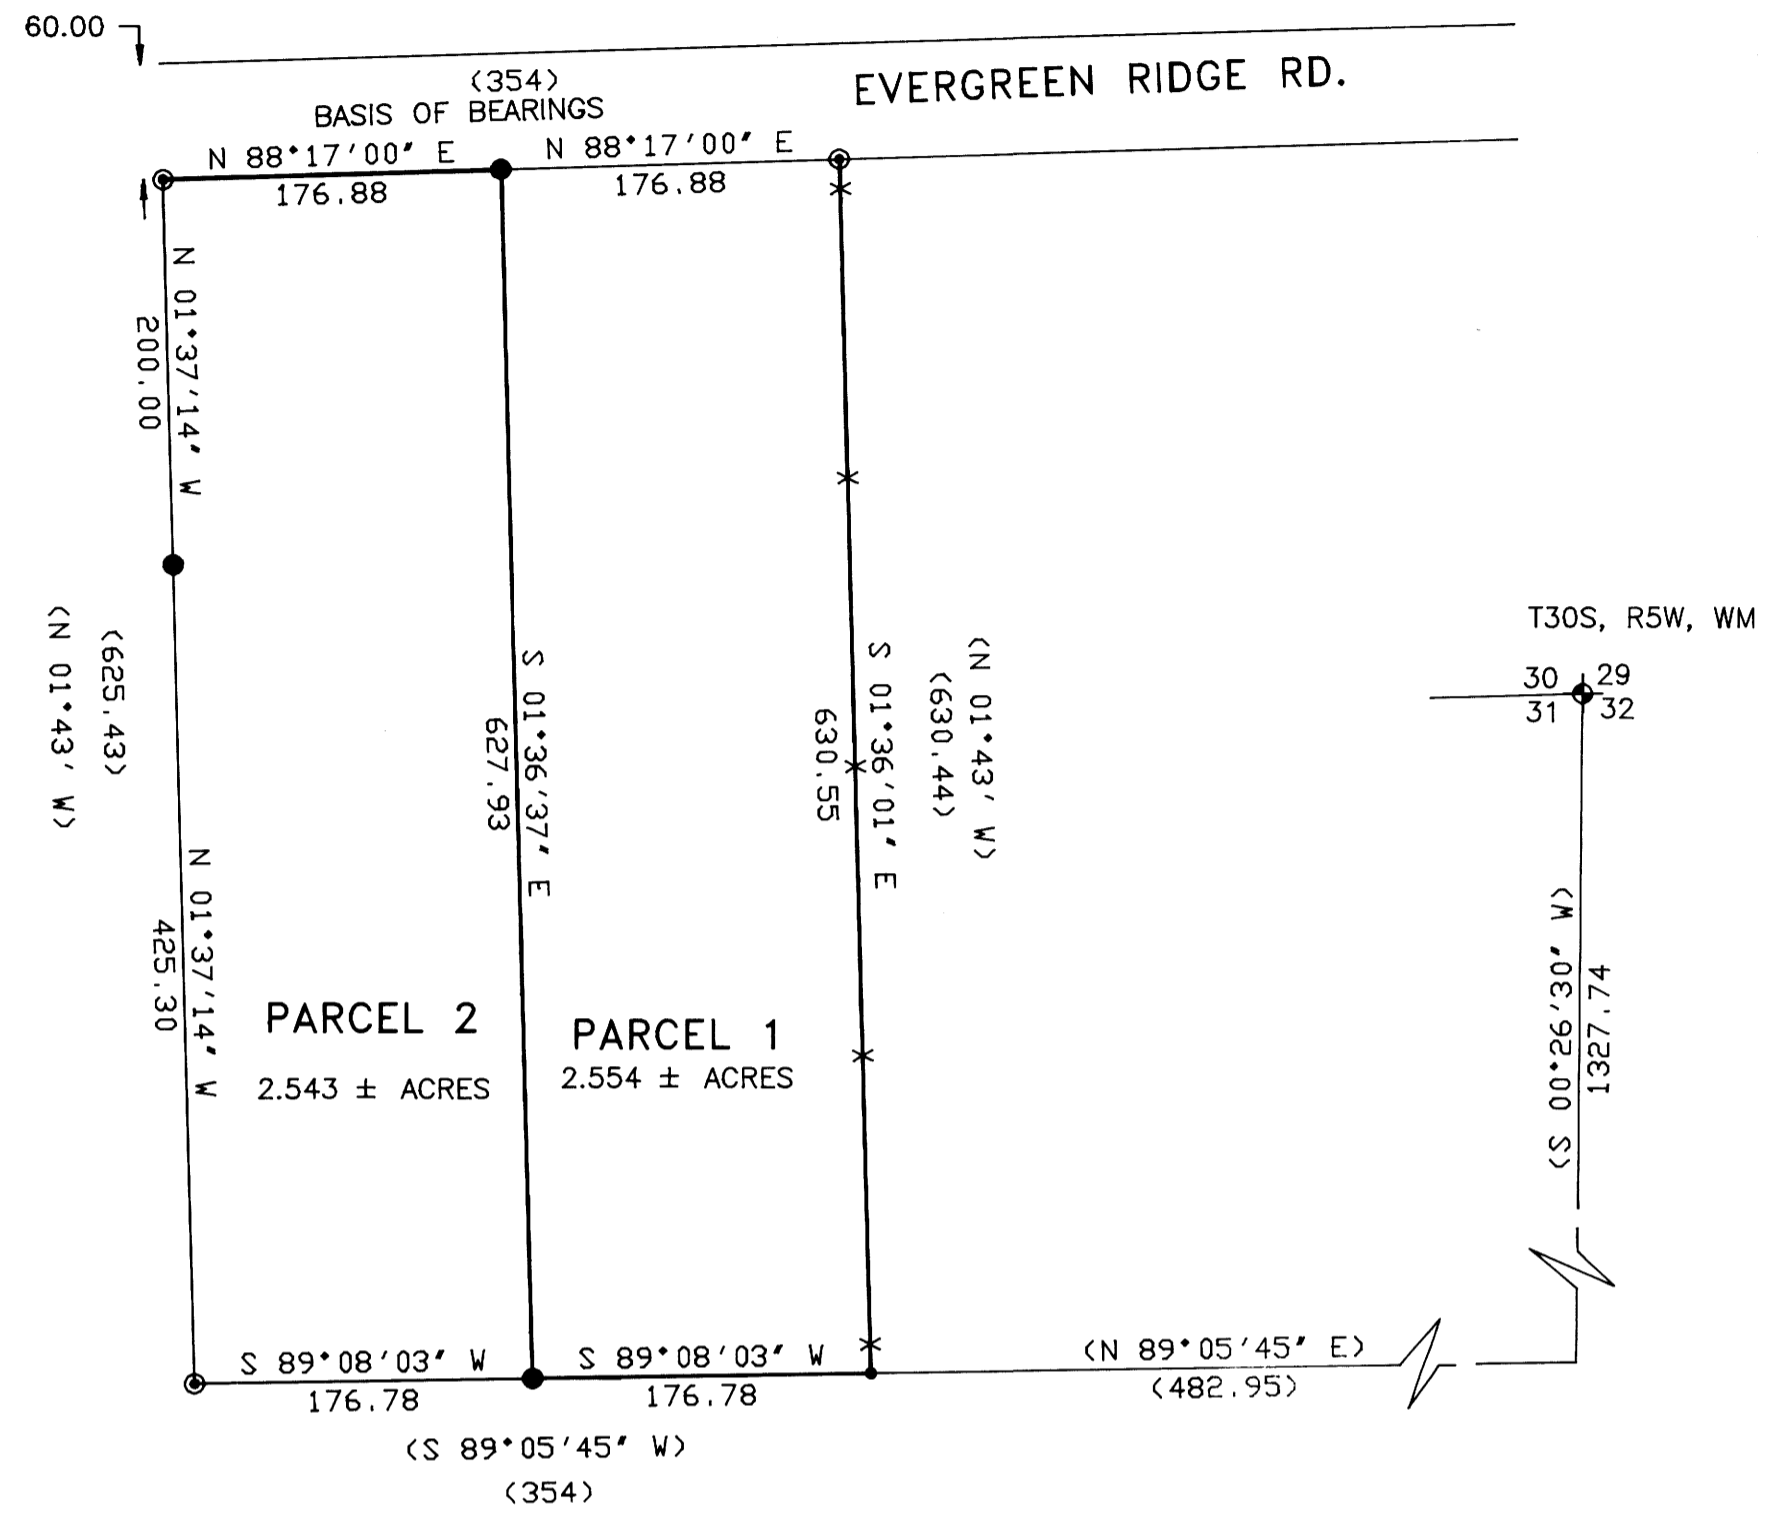 60.00
(354)
BASIS OF BEARINGS
EVERGREEN RIDGE RD.
N 88°17'00" E
176.88
N 88°17'00" E
176.88
N 01°37'14" W
200.00
(625.43)
(N 01°43' W)
N 01°37'14" W
425.30
S 01°36'37" E
627.93
S 01°36'01" E
630.55
(N 01°43' W)
(630.44)
T30S, R5W, WM
30
29
31
32
(S 00°26'30" W)
1327.74
PARCEL 2
2.543 ± ACRES
PARCEL 1
2.554 ± ACRES
S 89°08'03" W
176.78
S 89°08'03" W
176.78
(N 89°05'45" E)
(482.95)
(S 89°05'45" W)
(354)